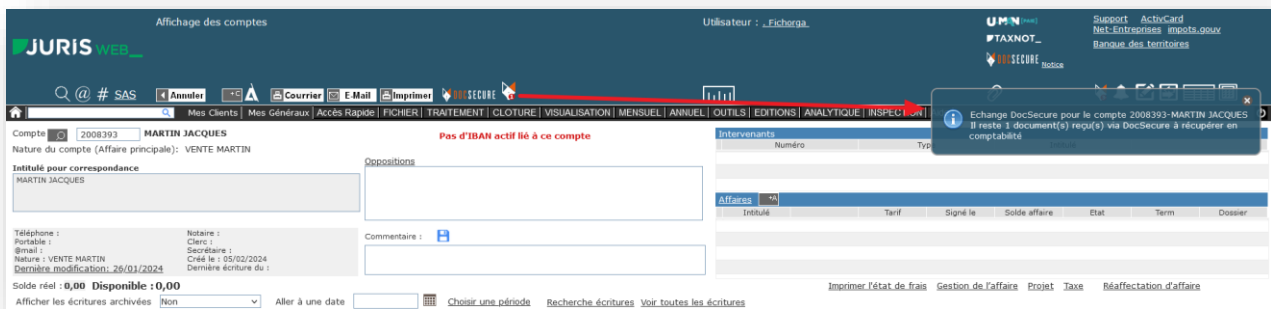 Affichage des comptes
Utilisateur : . Fichorga
JURIS WEB_
UM N
TAXNOT_
DOCSECURE Notice
Support ActivCard
Net-Entreprises impots.gouv
Banque des territoires
@ # SAS Annuler +C Courrier E-Mail Imprimer DOCSECURE
Mes Clients Mes Généraux Accès Rapide FICHIER TRAITEMENT CLOTURE VISUALISATION MENSUEL ANNUEL OUTILS EDITIONS ANALYTIQUE INSPECTION
Echange DocSecure pour le compte 2008393-MARTIN JACQUES
Il reste 1 document(s) reçu(s) via DocSecure à récupérer en
comptabilité
Compte 2008393 MARTIN JACQUES
Pas d'IBAN actif lié à ce compte
Nature du compte (Affaire principale): VENTE MARTIN
Intitulé pour correspondance
MARTIN JACQUES
Oppositions
Intervenants
Numéro Typ
Affaires +A
Intitulé Tarif Signé le Solde affaire Etat Term Dossier
Téléphone :
Portable :
@mail :
Nature : VENTE MARTIN
Dernière modification: 26/01/2024
Notaire :
Clerc :
Secrétaire :
Créé le : 05/02/2024
Dernière écriture du :
Commentaire :
Solde réel : 0,00 Disponible : 0,00
Imprimer l'état de frais Gestion de l'affaire Projet Taxe Réaffectation d'affaire
Afficher les écritures archivées Non Aller à une date Choisir une période Recherche écritures Voir toutes les écritures